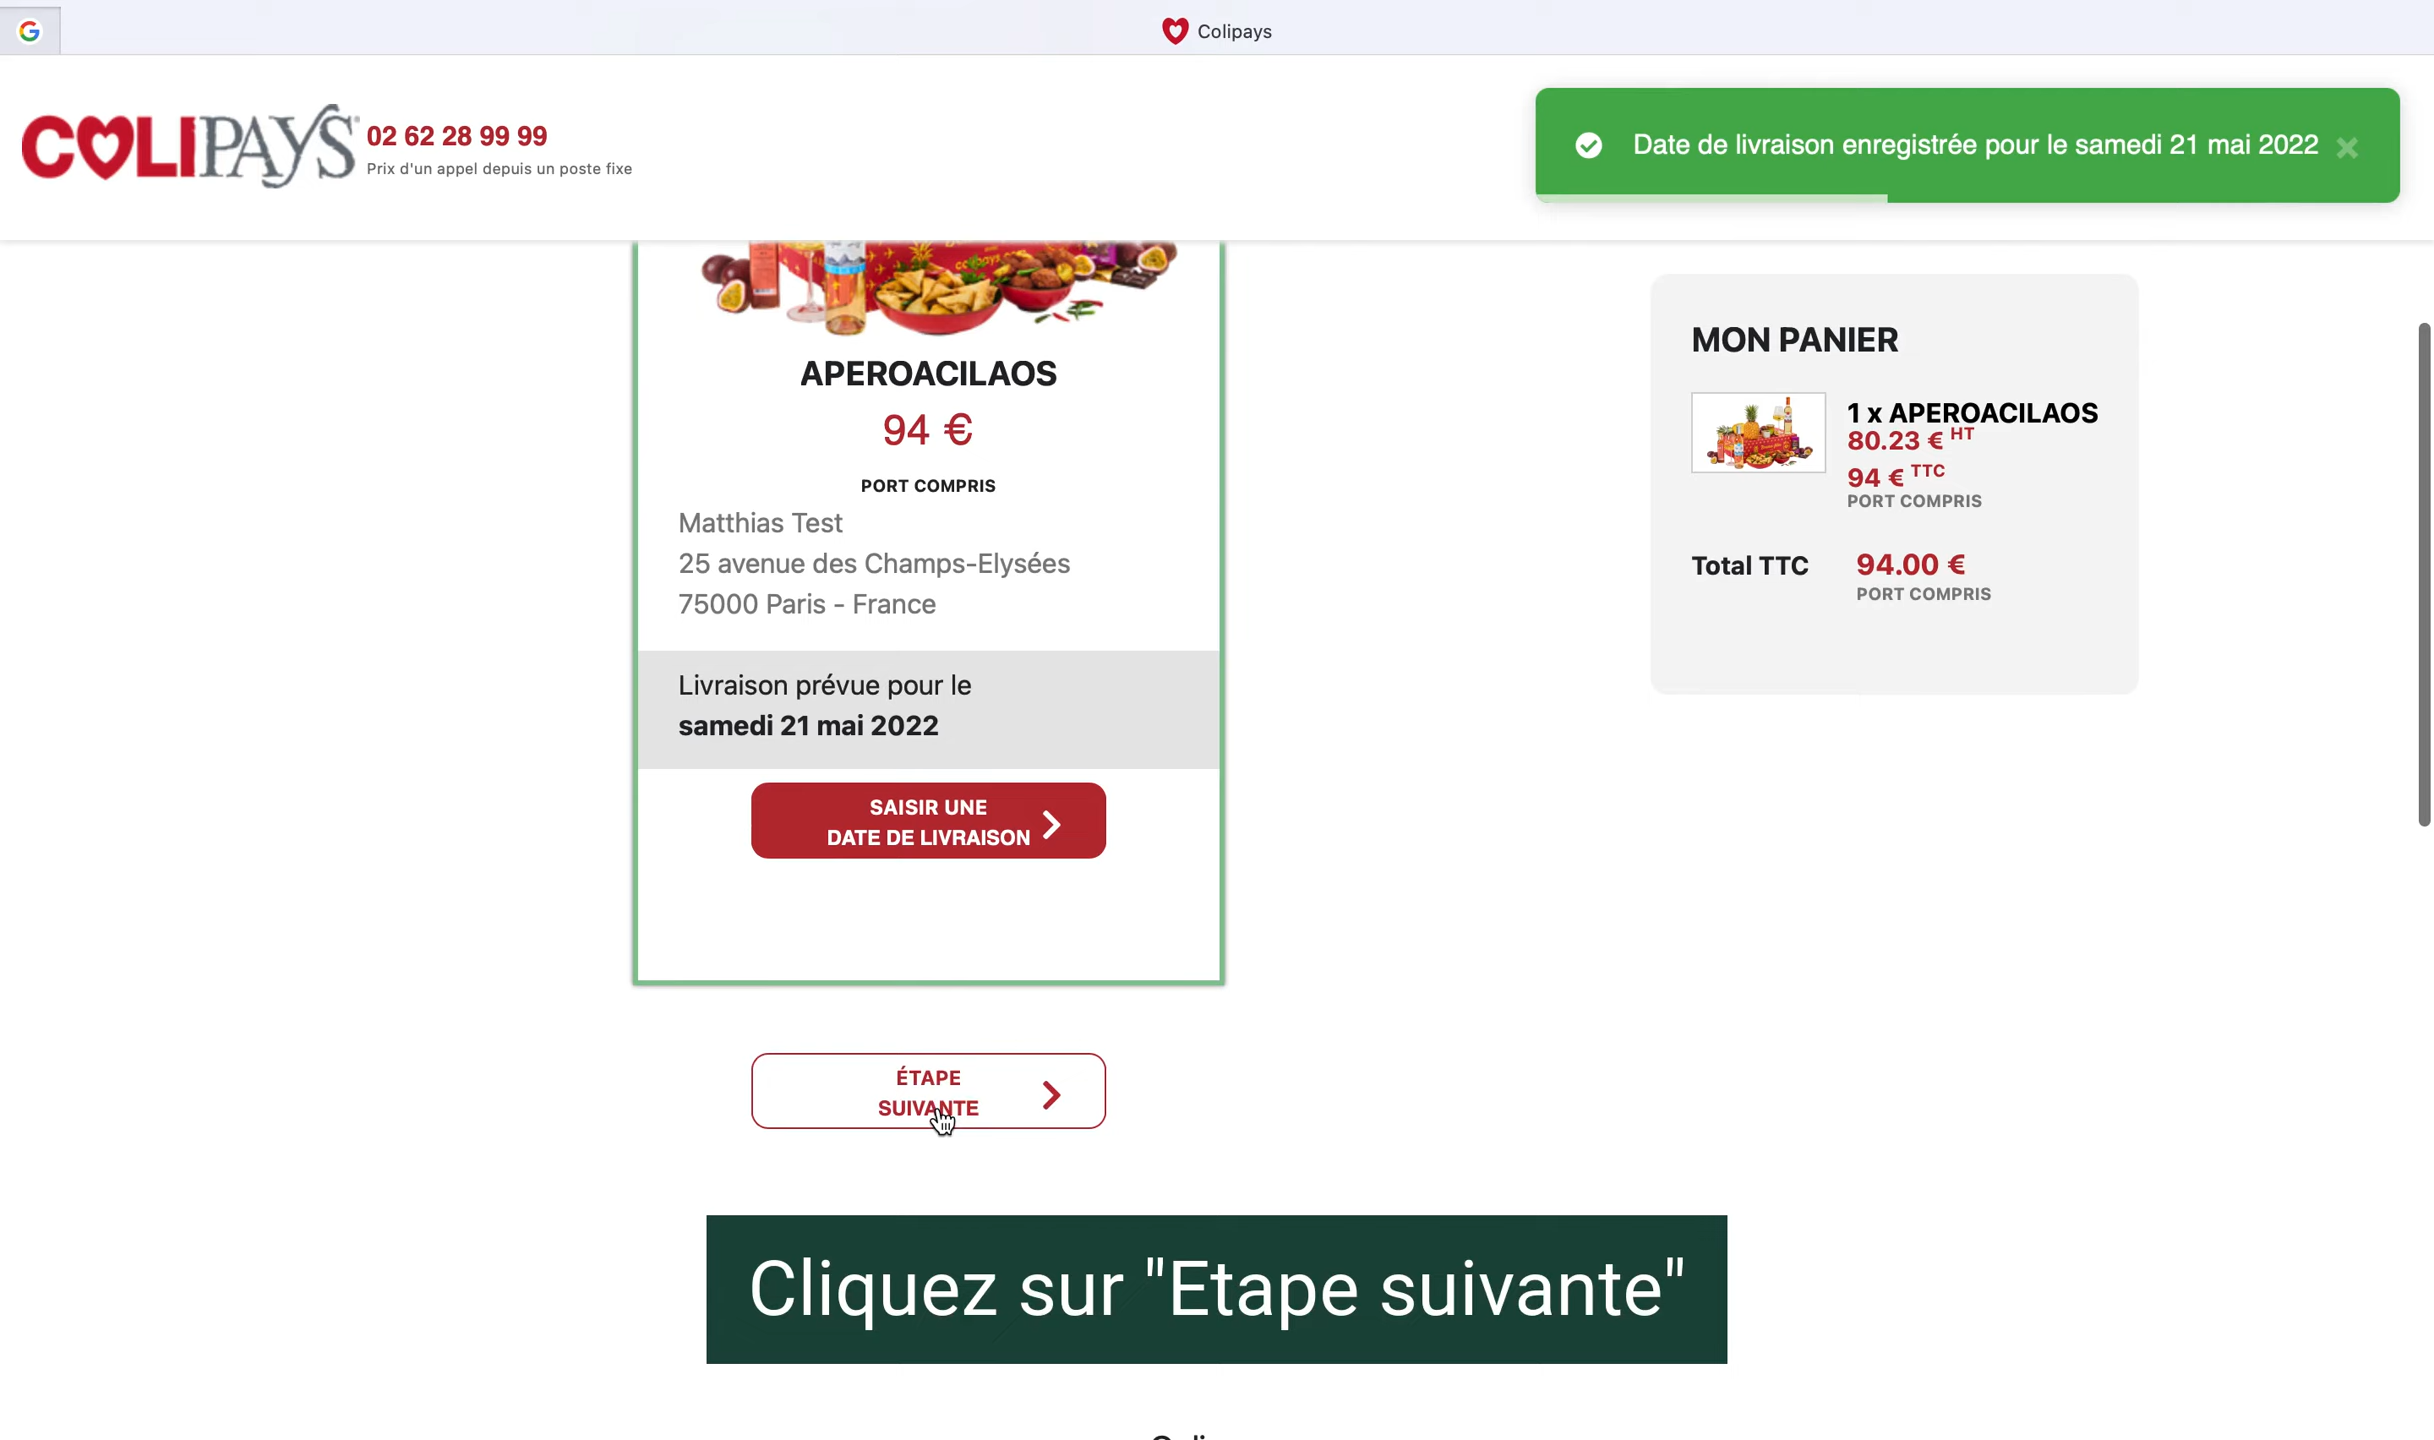 Colipays
COLIPAYS
02 62 28 99 99
Prix d'un appel depuis un poste fixe
Date de livraison enregistrée pour le samedi 21 mai 2022
APEROACILAOS
94 €
PORT COMPRIS
Matthias Test
25 avenue des Champs-Elysées
75000 Paris - France
Livraison prévue pour le
samedi 21 mai 2022
SAISIR UNE
DATE DE LIVRAISON
ÉTAPE
SUIVANTE
MON PANIER
1 x APEROACILAOS
80.23 € HT
94 € TTC
PORT COMPRIS
Total TTC 94.00 €
PORT COMPRIS
Cliquez sur "Etape suivante"